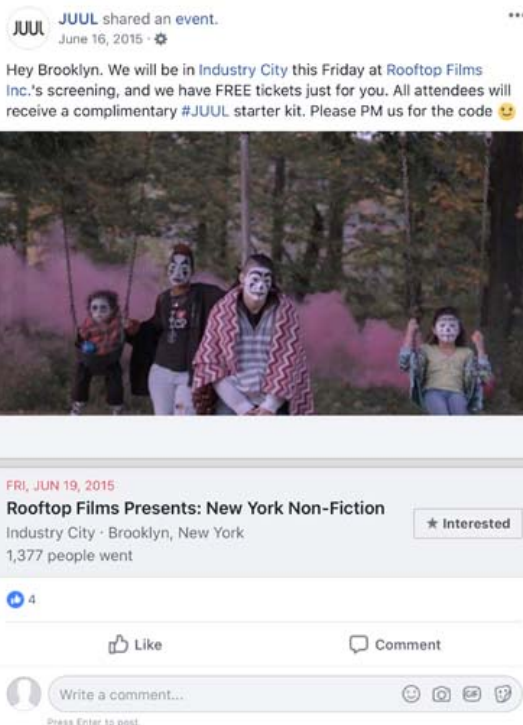 JUUL
JUUL shared an event.
June 16, 2015
Hey Brooklyn. We will be in Industry City this Friday at Rooftop Films
Inc.'s screening, and we have FREE tickets just for you. All attendees will
receive a complimentary #JUUL starter kit. Please PM us for the code
FRI, JUN 19, 2015
Rooftop Films Presents: New York Non-Fiction
Industry City · Brooklyn, New York
1,377 people went
★ Interested
4
Like
Comment
Write a comment...
GIF
Press Enter to post.